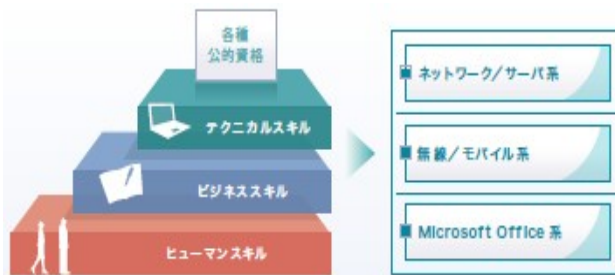 各種
公的資格
テクニカルスキル
ビジネススキル
ヒューマンスキル
ネットワーク/サーバ系
無線/モバイル系
Microsoft Office 系